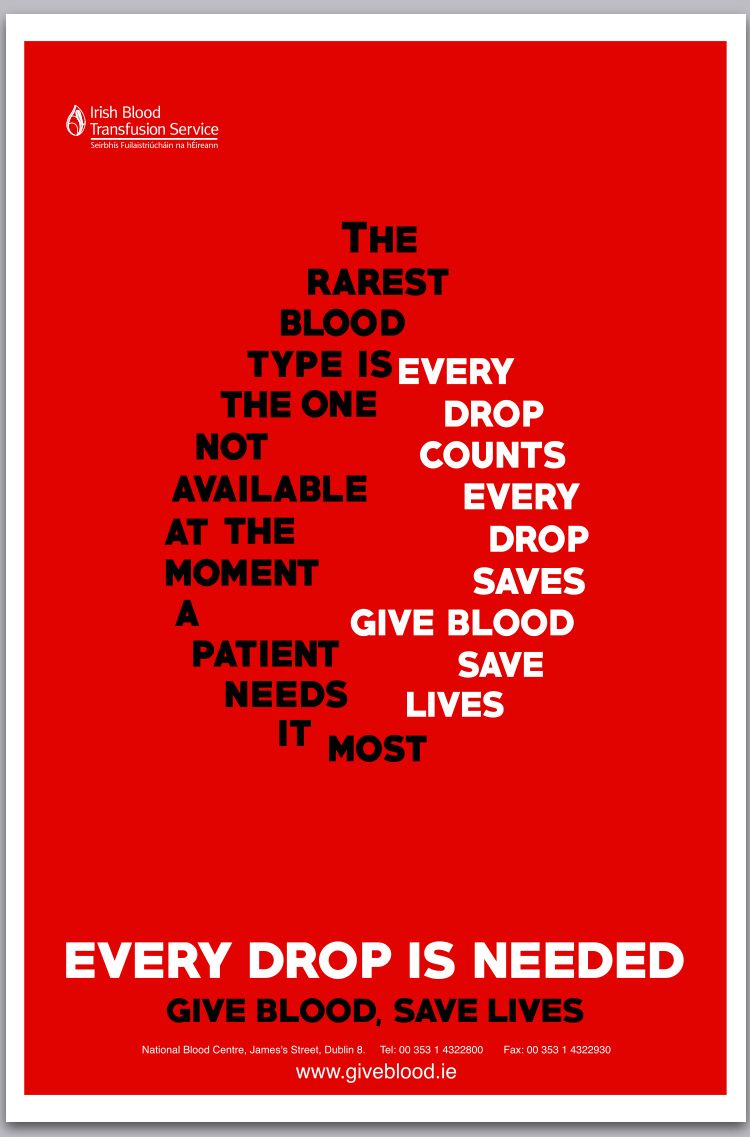 Irish Blood
Transfusion Service
Seirbhís Fuilaistriúcháin na hÉireann
THE
RAREST
BLOOD
TYPE IS
THE ONE
NOT
AVAILABLE
AT THE
MOMENT
A
PATIENT
NEEDS
IT
MOST
EVERY
DROP
COUNTS
EVERY
DROP
SAVES
GIVE BLOOD
SAVE
LIVES
EVERY DROP IS NEEDED
GIVE BLOOD, SAVE LIVES
National Blood Centre, James's Street, Dublin 8. Tel: 00 353 1 4322800 Fax: 00 353 1 4322930
www.giveblood.ie